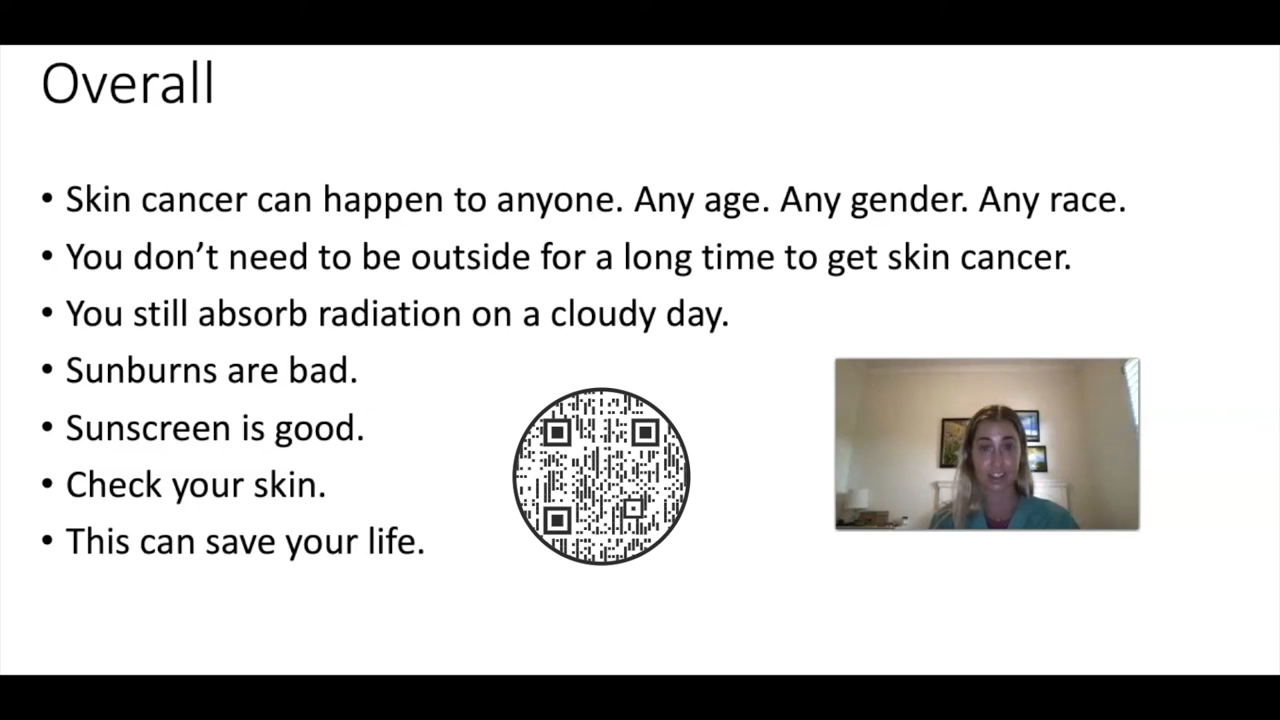 Overall
• Skin cancer can happen to anyone. Any age. Any gender. Any race.
• You don’t need to be outside for a long time to get skin cancer.
• You still absorb radiation on a cloudy day.
• Sunburns are bad.
• Sunscreen is good.
• Check your skin.
• This can save your life.